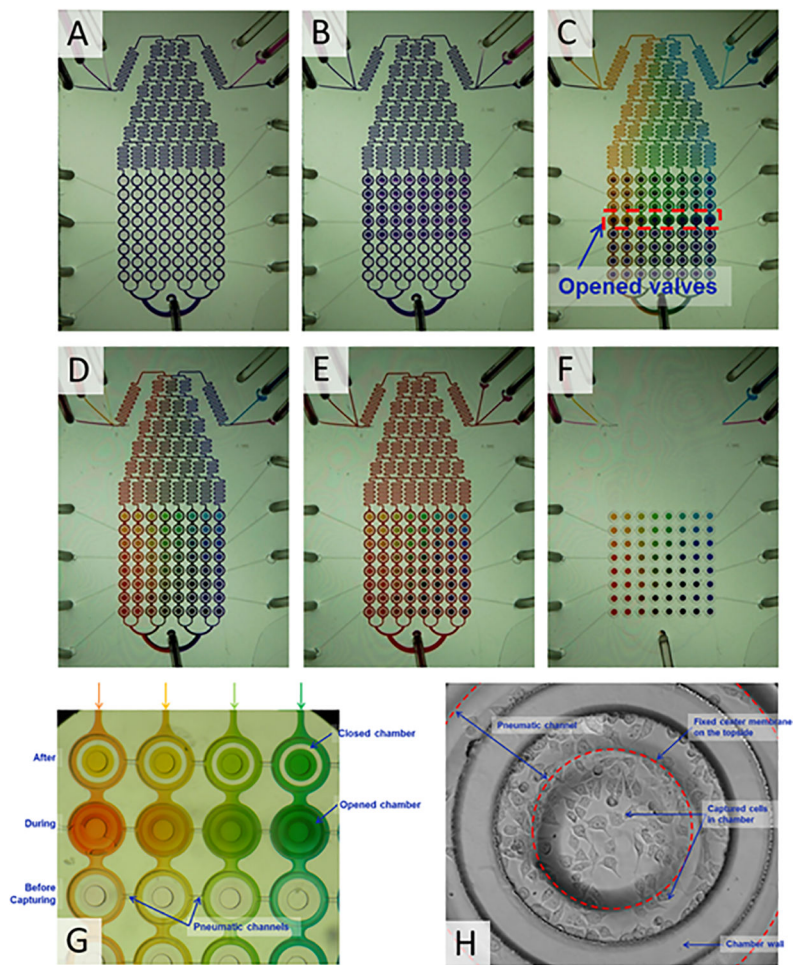 A
B
C
Opened valves
D
E
F
After
During
Before
Capturing
Closed chamber
Opened chamber
Pneumatic channels
G
Pneumatic channel
Fixed center membrane
on the topside
Captured cells
in chamber
Chamber wall
H